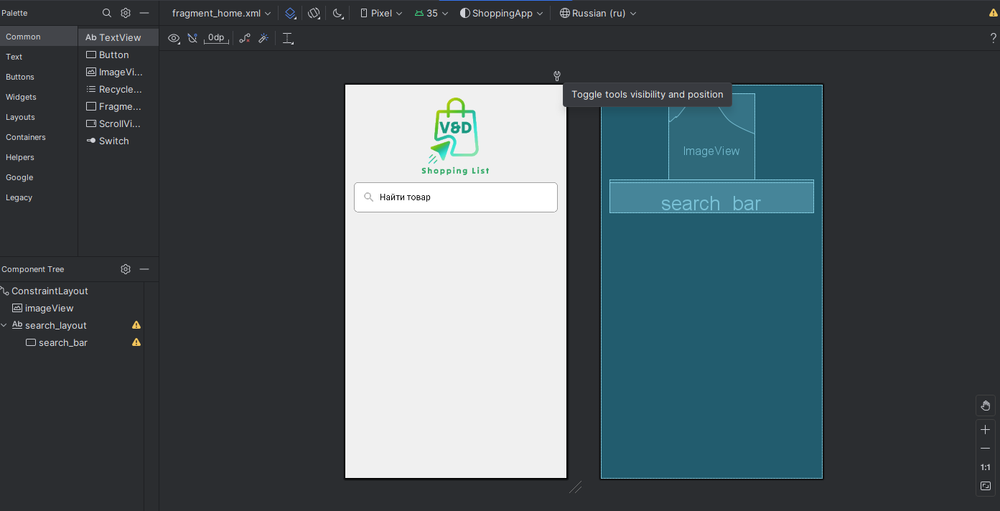 Palette
fragment_home.xml
Pixel
35
ShoppingApp
Russian (ru)
Common
Text
Buttons
Widgets
Layouts
Containers
Helpers
Google
Legacy
Ab TextView
Button
ImageVi...
Recycle...
Fragme...
ScrollVi...
Switch
0dp
?
Toggle tools visibility and position
V&D
Shopping List
Найти товар
ImageView
search_bar
Component Tree
ConstraintLayout
imageView
Ab search_layout
search_bar
1:1